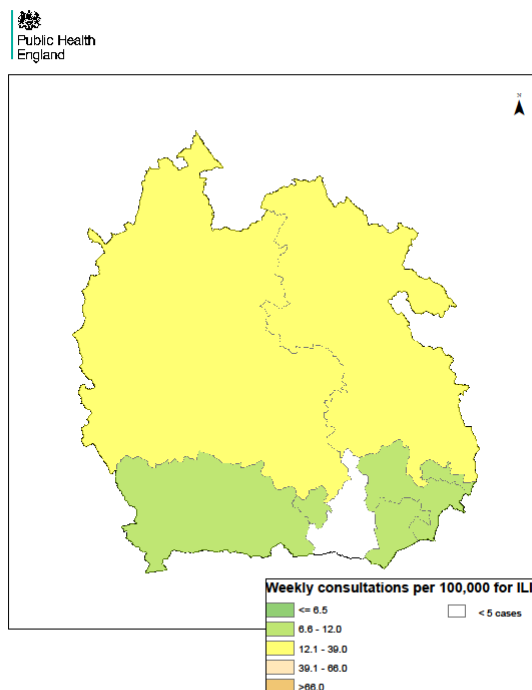 Public Health
England
N
Weekly consultations per 100,000 for ILI
<= 6.5
< 5 cases
6.6 - 12.0
12.1 - 39.0
39.1 - 66.0
>66.0